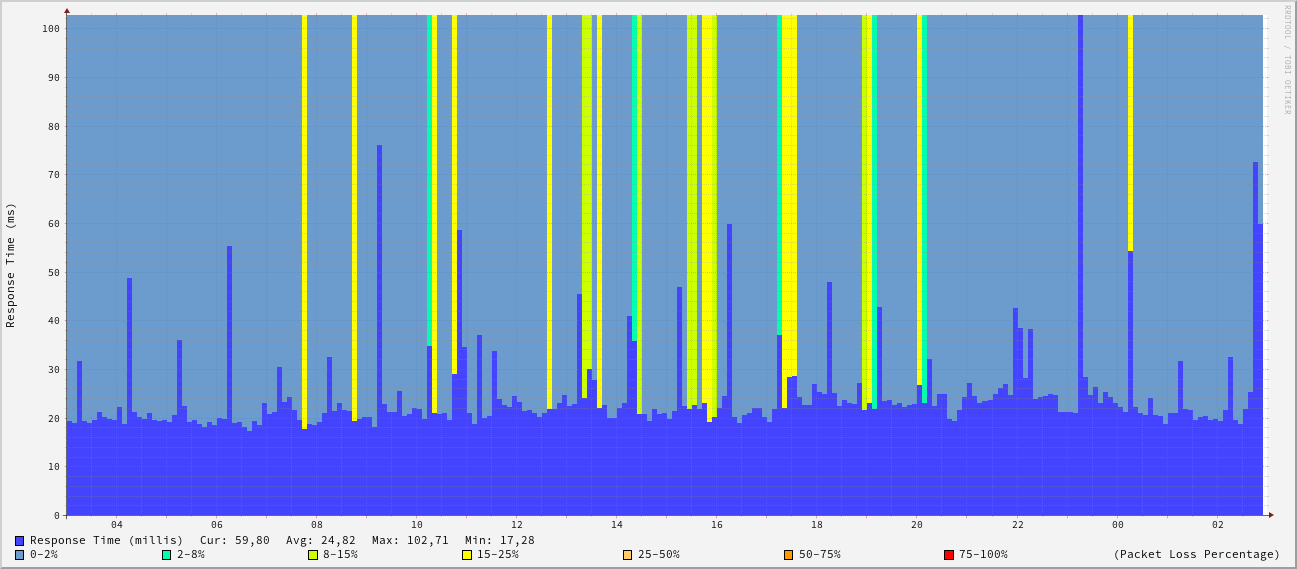 RRDTOOL / TOBI OETIKER
Response Time (ms)
100
90
80
70
60
50
40
30
20
10
0
04 06 08 10 12 14 16 18 20 22 00 02
Response Time (millis) Cur: 59,80 Avg: 24,82 Max: 102,71 Min: 17,28
0-2% 2-8% 8-15% 15-25% 25-50% 50-75% 75-100% (Packet Loss Percentage)